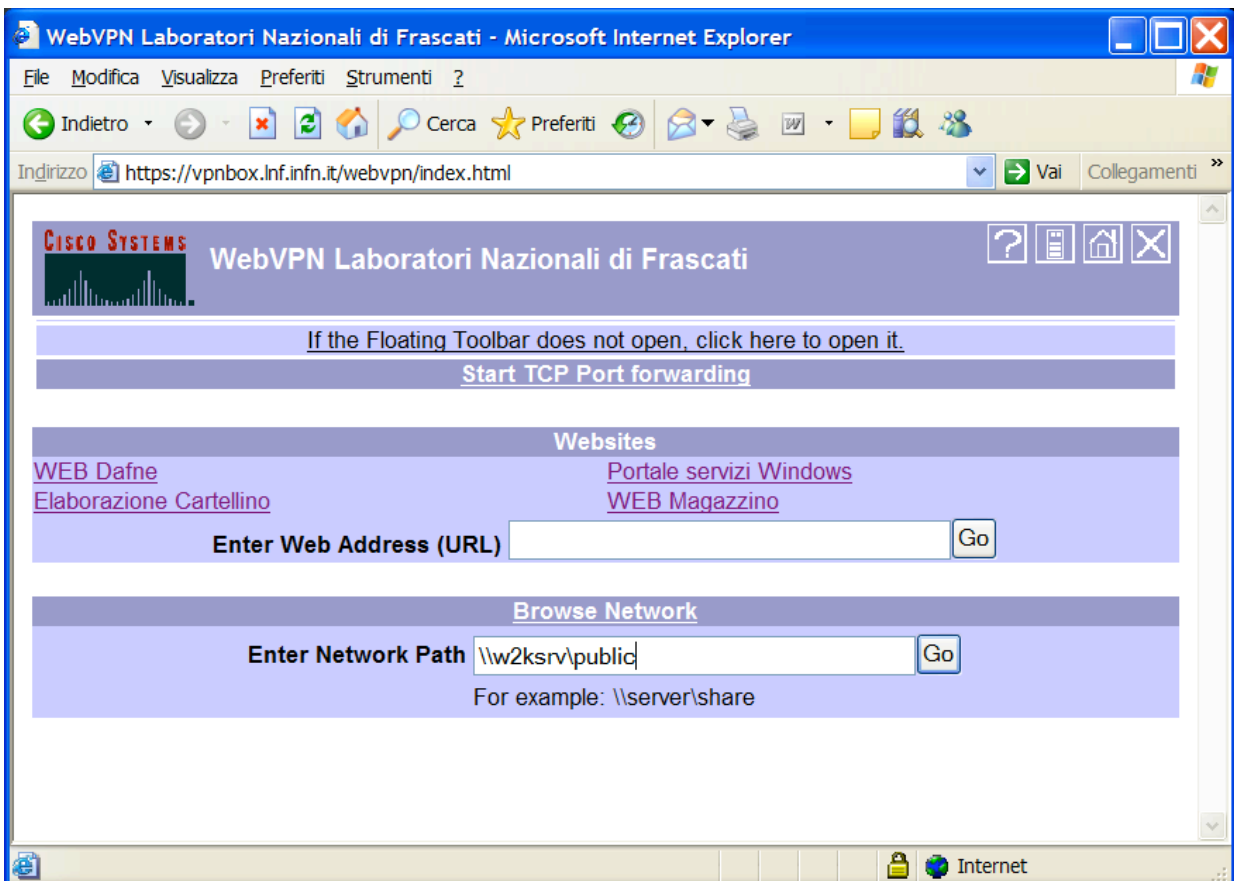 WebVPN Laboratori Nazionali di Frascati - Microsoft Internet Explorer
File Modifica Visualizza Preferiti Strumenti ?
Indietro Cerca Preferiti
Indirizzo https://vpnbox.lnf.infn.it/webvpn/index.html Vai Collegamenti »
CISCO SYSTEMS
WebVPN Laboratori Nazionali di Frascati
If the Floating Toolbar does not open, click here to open it.
Start TCP Port forwarding
Websites
WEB Dafne Portale servizi Windows
Elaborazione Cartellino WEB Magazzino
Enter Web Address (URL) Go
Browse Network
Enter Network Path \\w2ksrv\public Go
For example: \\server\share
Internet